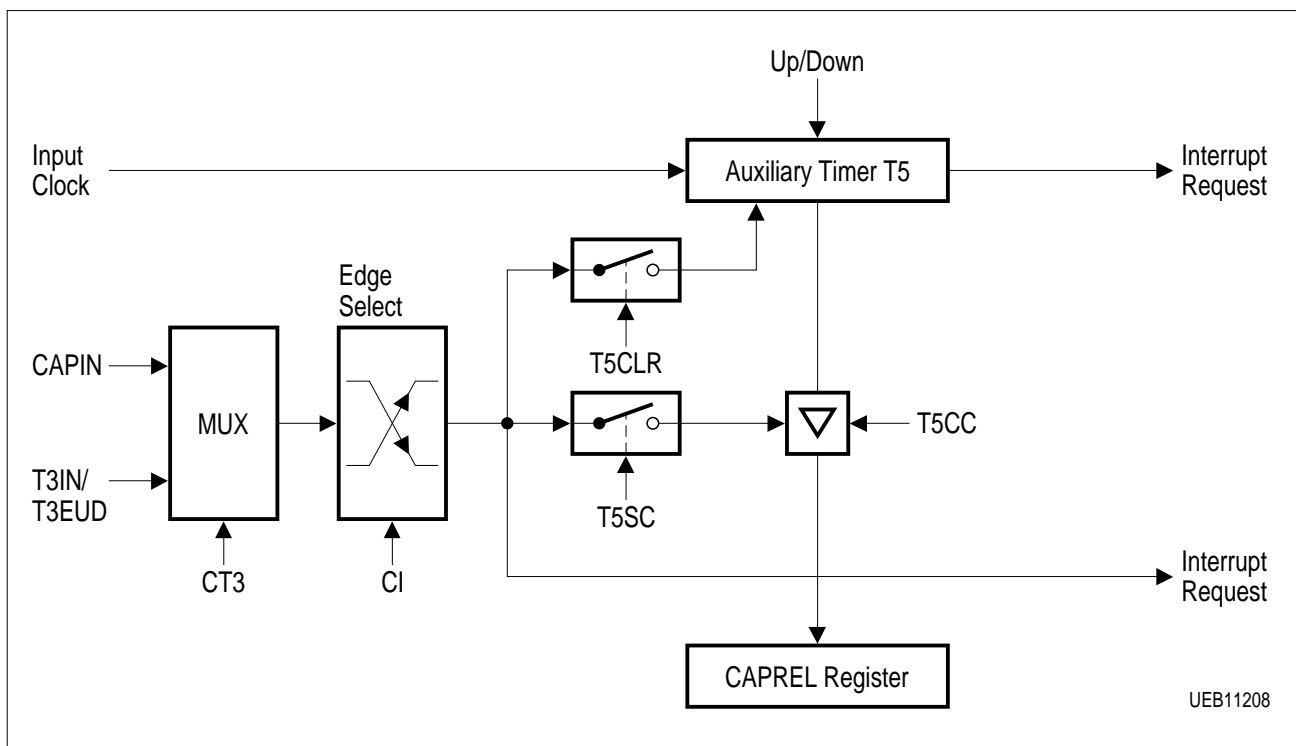 Up/Down
Input
Clock
Auxiliary Timer T5
Interrupt
Request
Edge
Select
T5CLR
CAPIN
MUX
T5CC
T3IN/
T3EUD
T5SC
CT3
CI
Interrupt
Request
CAPREL Register
UEB11208